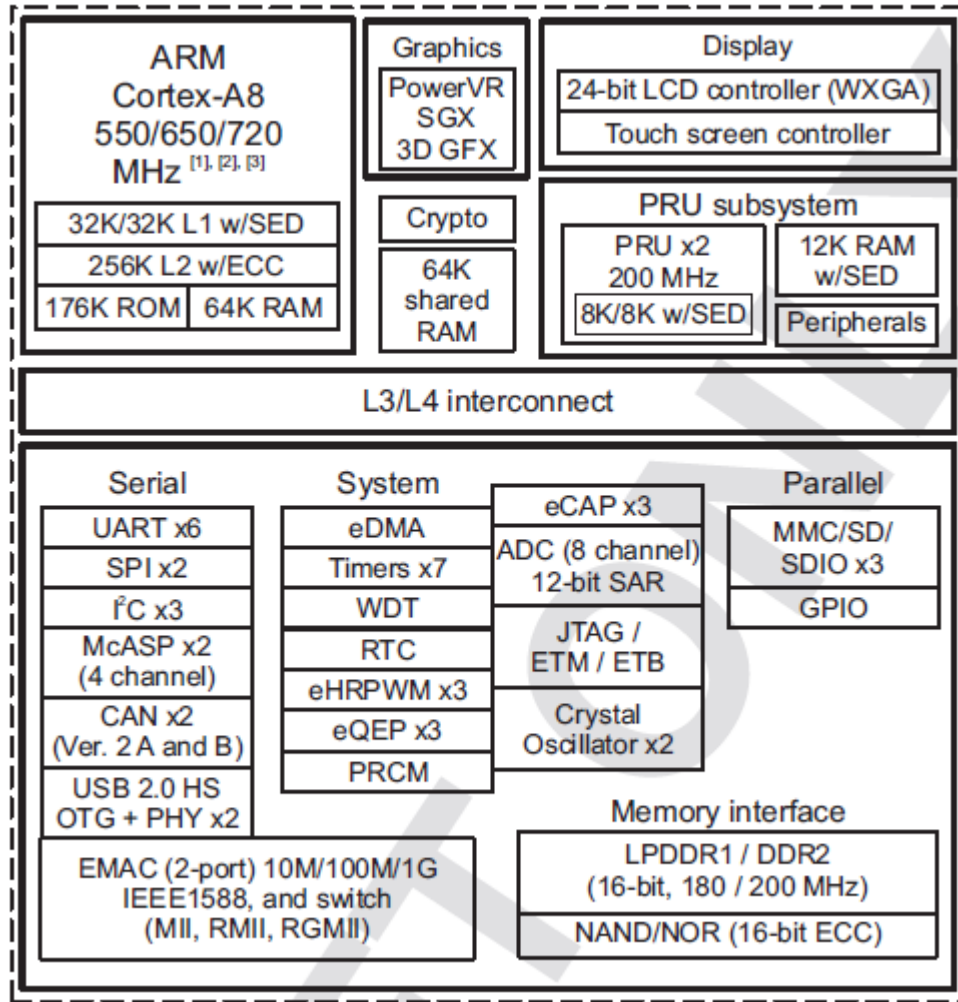 ARM
Cortex-A8
550/650/720
MHz [1], [2], [3]
32K/32K L1 w/SED
256K L2 w/ECC
176K ROM
64K RAM
Graphics
PowerVR
SGX
3D GFX
Crypto
64K
shared
RAM
Display
24-bit LCD controller (WXGA)
Touch screen controller
PRU subsystem
PRU x2
200 MHz
8K/8K w/SED
12K RAM
w/SED
Peripherals
L3/L4 interconnect
Serial
UART x6
SPI x2
I²C x3
McASP x2
(4 channel)
CAN x2
(Ver. 2 A and B)
USB 2.0 HS
OTG + PHY x2
EMAC (2-port) 10M/100M/1G
IEEE1588, and switch
(MII, RMII, RGMII)
System
eDMA
Timers x7
WDT
RTC
eHRPWM x3
eQEP x3
PRCM
eCAP x3
ADC (8 channel)
12-bit SAR
JTAG /
ETM / ETB
Crystal
Oscillator x2
Parallel
MMC/SD/
SDIO x3
GPIO
Memory interface
LPDDR1 / DDR2
(16-bit, 180 / 200 MHz)
NAND/NOR (16-bit ECC)
T ONLY